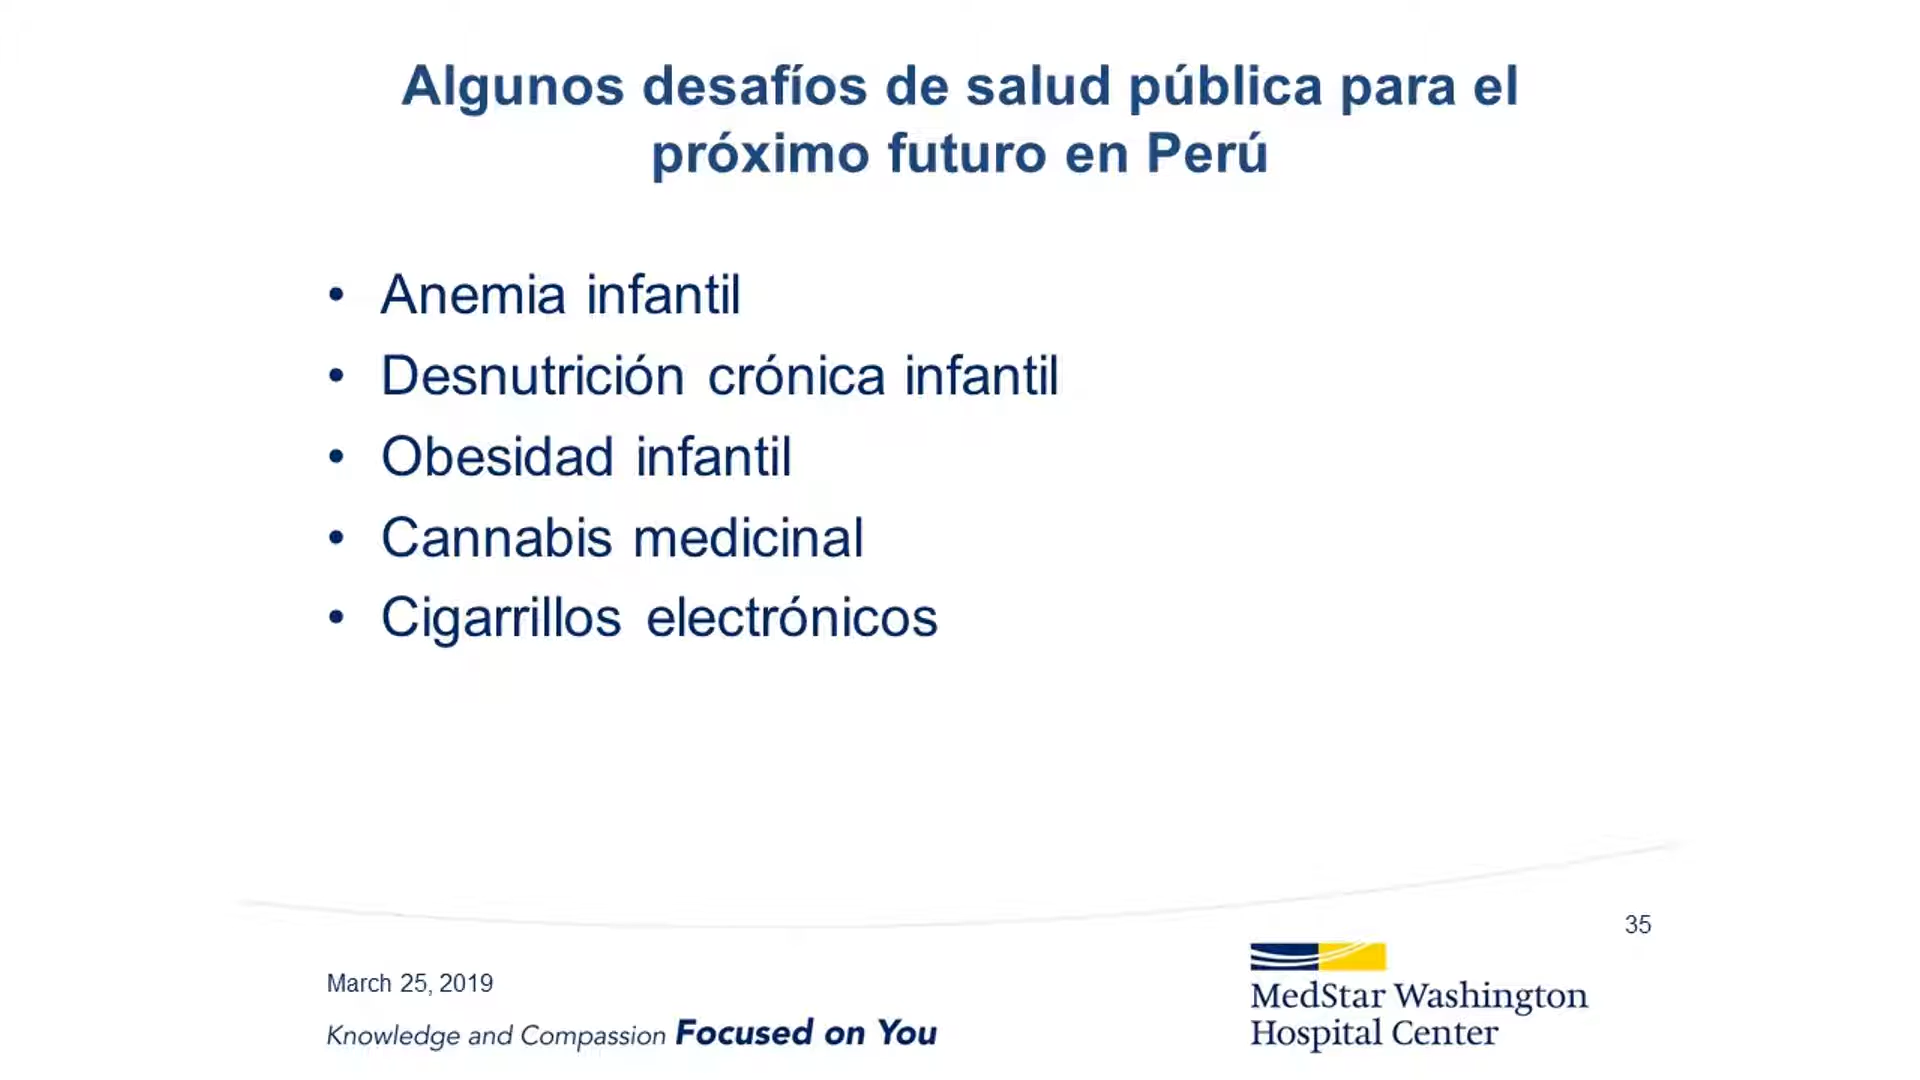 Algunos desafíos de salud pública para el
próximo futuro en Perú
• Anemia infantil
• Desnutrición crónica infantil
• Obesidad infantil
• Cannabis medicinal
• Cigarrillos electrónicos
35
March 25, 2019
Knowledge and Compassion Focused on You
MedStar Washington
Hospital Center